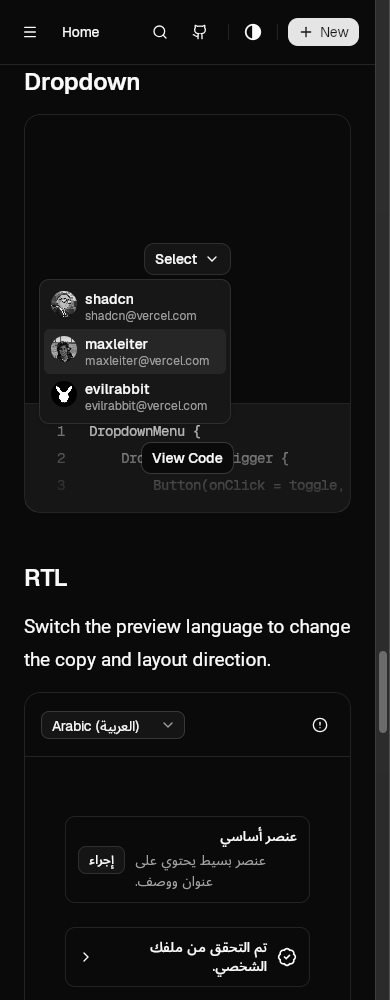 Home
New
Dropdown
Select
shadcn
shadcn@vercel.com
maxleiter
maxleiter@vercel.com
evilrabbit
evilrabbit@vercel.com
1 DropdownMenu {
2 igger {
View Code
3 Button(onClick = toggle,
RTL
Switch the preview language to change
the copy and layout direction.
Arabic (العربية)
عنصر أساسي
عنصر بسيط يحتوي على
عنوان ووصف.
إجراء
تم التحقق من ملفك
الشخصي.